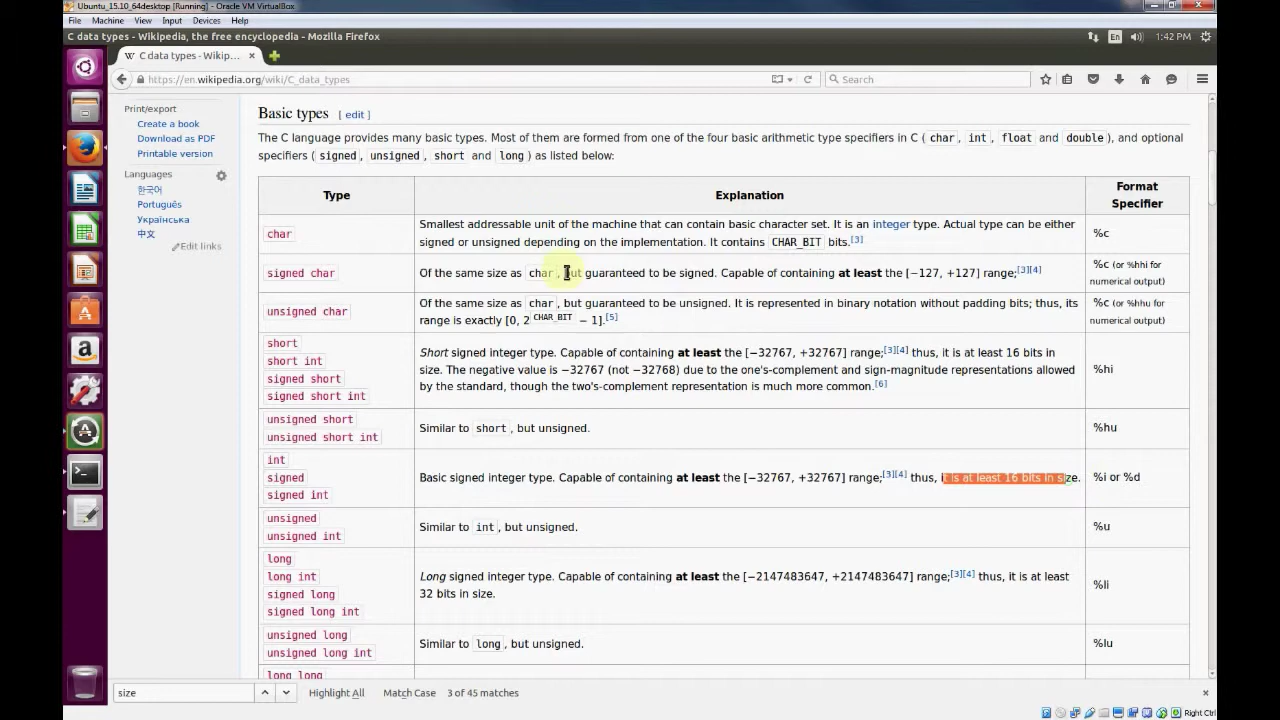 Ubuntu_15.10_64desktop [Running] - Oracle VM VirtualBox
File Machine View Input Devices Help
C data types - Wikipedia, the free encyclopedia - Mozilla Firefox
En 1:42 PM
W C data types - Wikip...
https://en.wikipedia.org/wiki/C_data_types
Search
Print/export
Create a book
Download as PDF
Printable version
Languages
한국어
Português
Українська
中文
Edit links
Basic types [ edit ]
The C language provides many basic types. Most of them are formed from one of the four basic arithmetic type specifiers in C ( char , int , float and double ), and optional
specifiers ( signed , unsigned , short and long ) as listed below:
Type Explanation Format
Specifier
char
Smallest addressable unit of the machine that can contain basic character set. It is an integer type. Actual type can be either
signed or unsigned depending on the implementation. It contains CHAR_BIT bits.[3]
%c
signed char
Of the same size as char , but guaranteed to be signed. Capable of containing at least the [−127, +127] range;[3][4]
%c (or %hhi for
numerical output)
unsigned char
Of the same size as char , but guaranteed to be unsigned. It is represented in binary notation without padding bits; thus, its
range is exactly [0, 2 CHAR_BIT − 1].[5]
%c (or %hhu for
numerical output)
short
short int
signed short
signed short int
Short signed integer type. Capable of containing at least the [−32767, +32767] range;[3][4] thus, it is at least 16 bits in
size. The negative value is −32767 (not −32768) due to the one's-complement and sign-magnitude representations allowed
by the standard, though the two's-complement representation is much more common.[6]
%hi
unsigned short
unsigned short int
Similar to short , but unsigned.
%hu
int
signed
signed int
Basic signed integer type. Capable of containing at least the [−32767, +32767] range;[3][4] thus, it is at least 16 bits in size.
%i or %d
unsigned
unsigned int
Similar to int , but unsigned.
%u
long
long int
signed long
signed long int
Long signed integer type. Capable of containing at least the [−2147483647, +2147483647] range;[3][4] thus, it is at least
32 bits in size.
%li
unsigned long
unsigned long int
Similar to long , but unsigned.
%lu
long long
size
Highlight All Match Case 3 of 45 matches
Right Ctrl